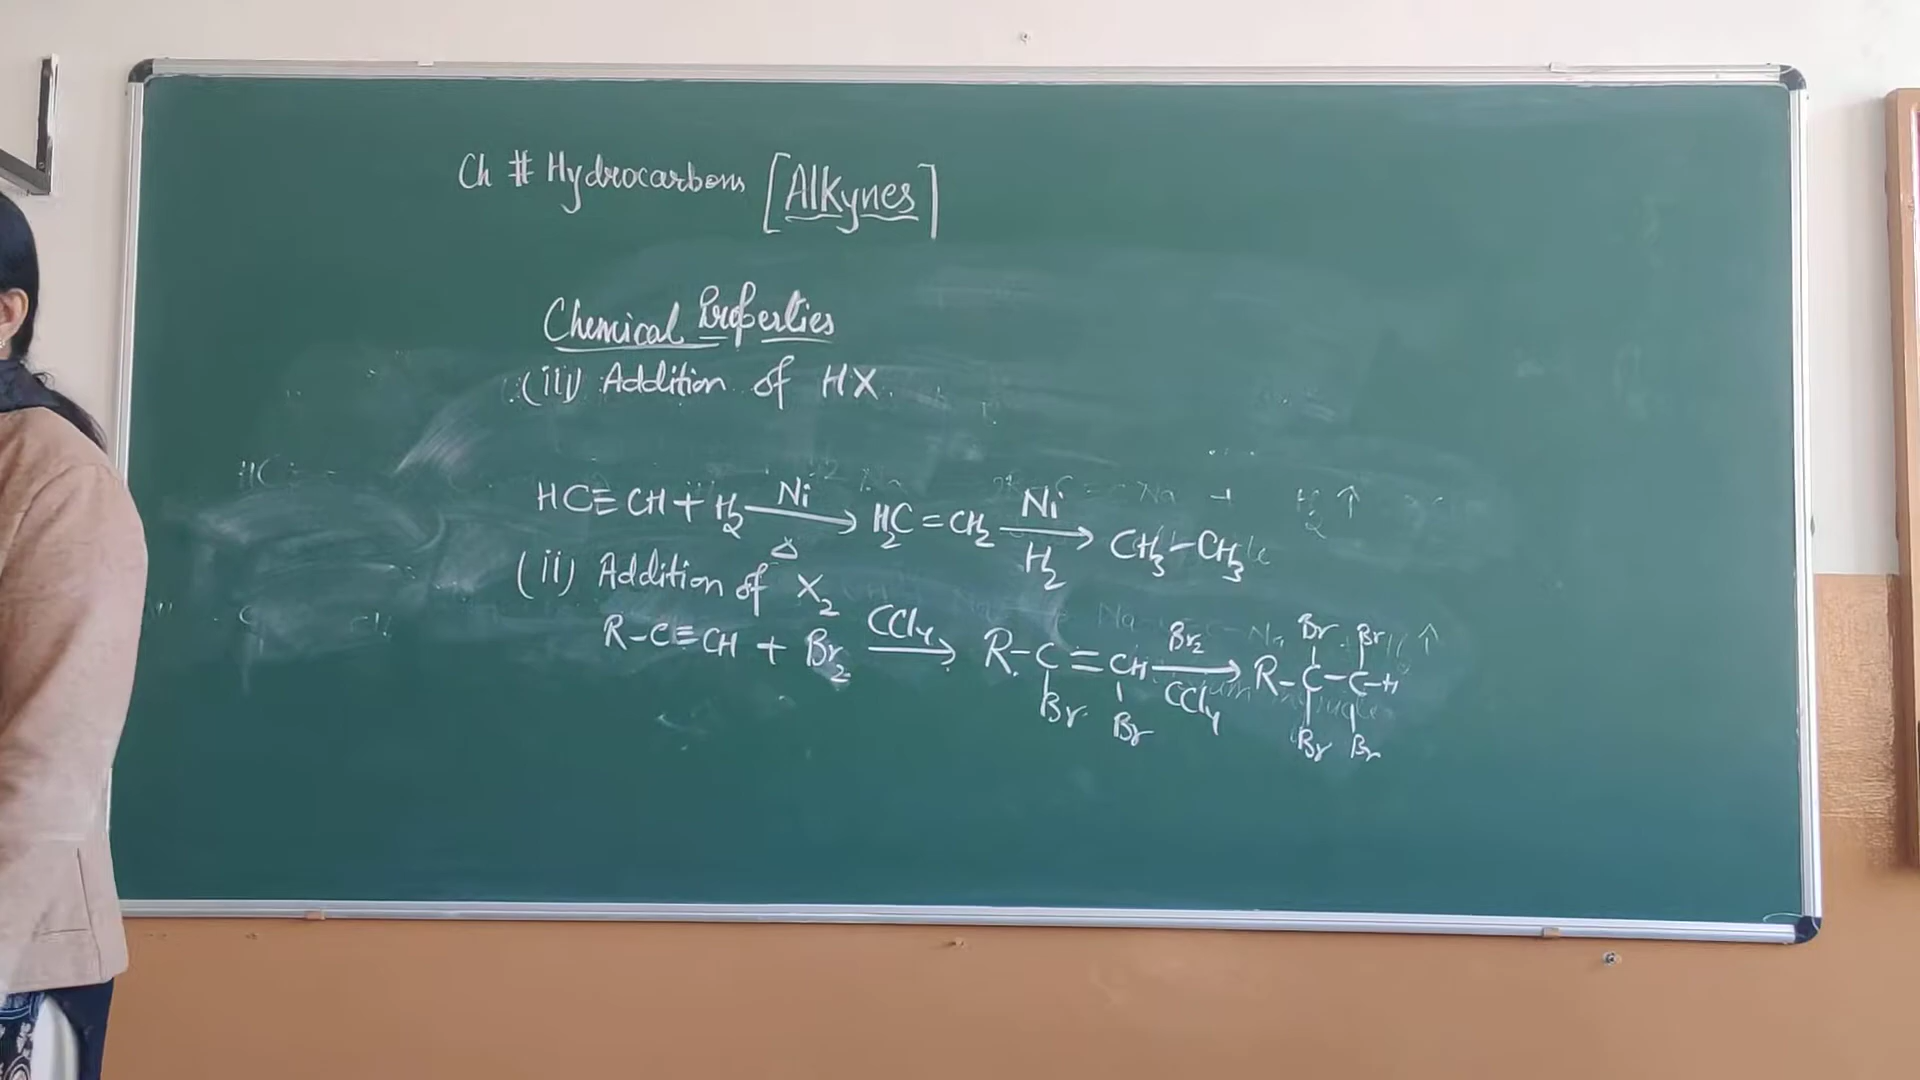 Ch # Hydrocarbons [Alkynes]
Chemical Properties
(iii) Addition of HX
HC≡CH + H2 —Ni/Δ→ H2C=CH2 —Ni/H2→ CH3-CH3
(ii) Addition of X2
R-C≡CH + Br2 —CCl4→ R-C=CH —Br2/CCl4→ R-C-C-H
Br Br
Br Br
Br Br